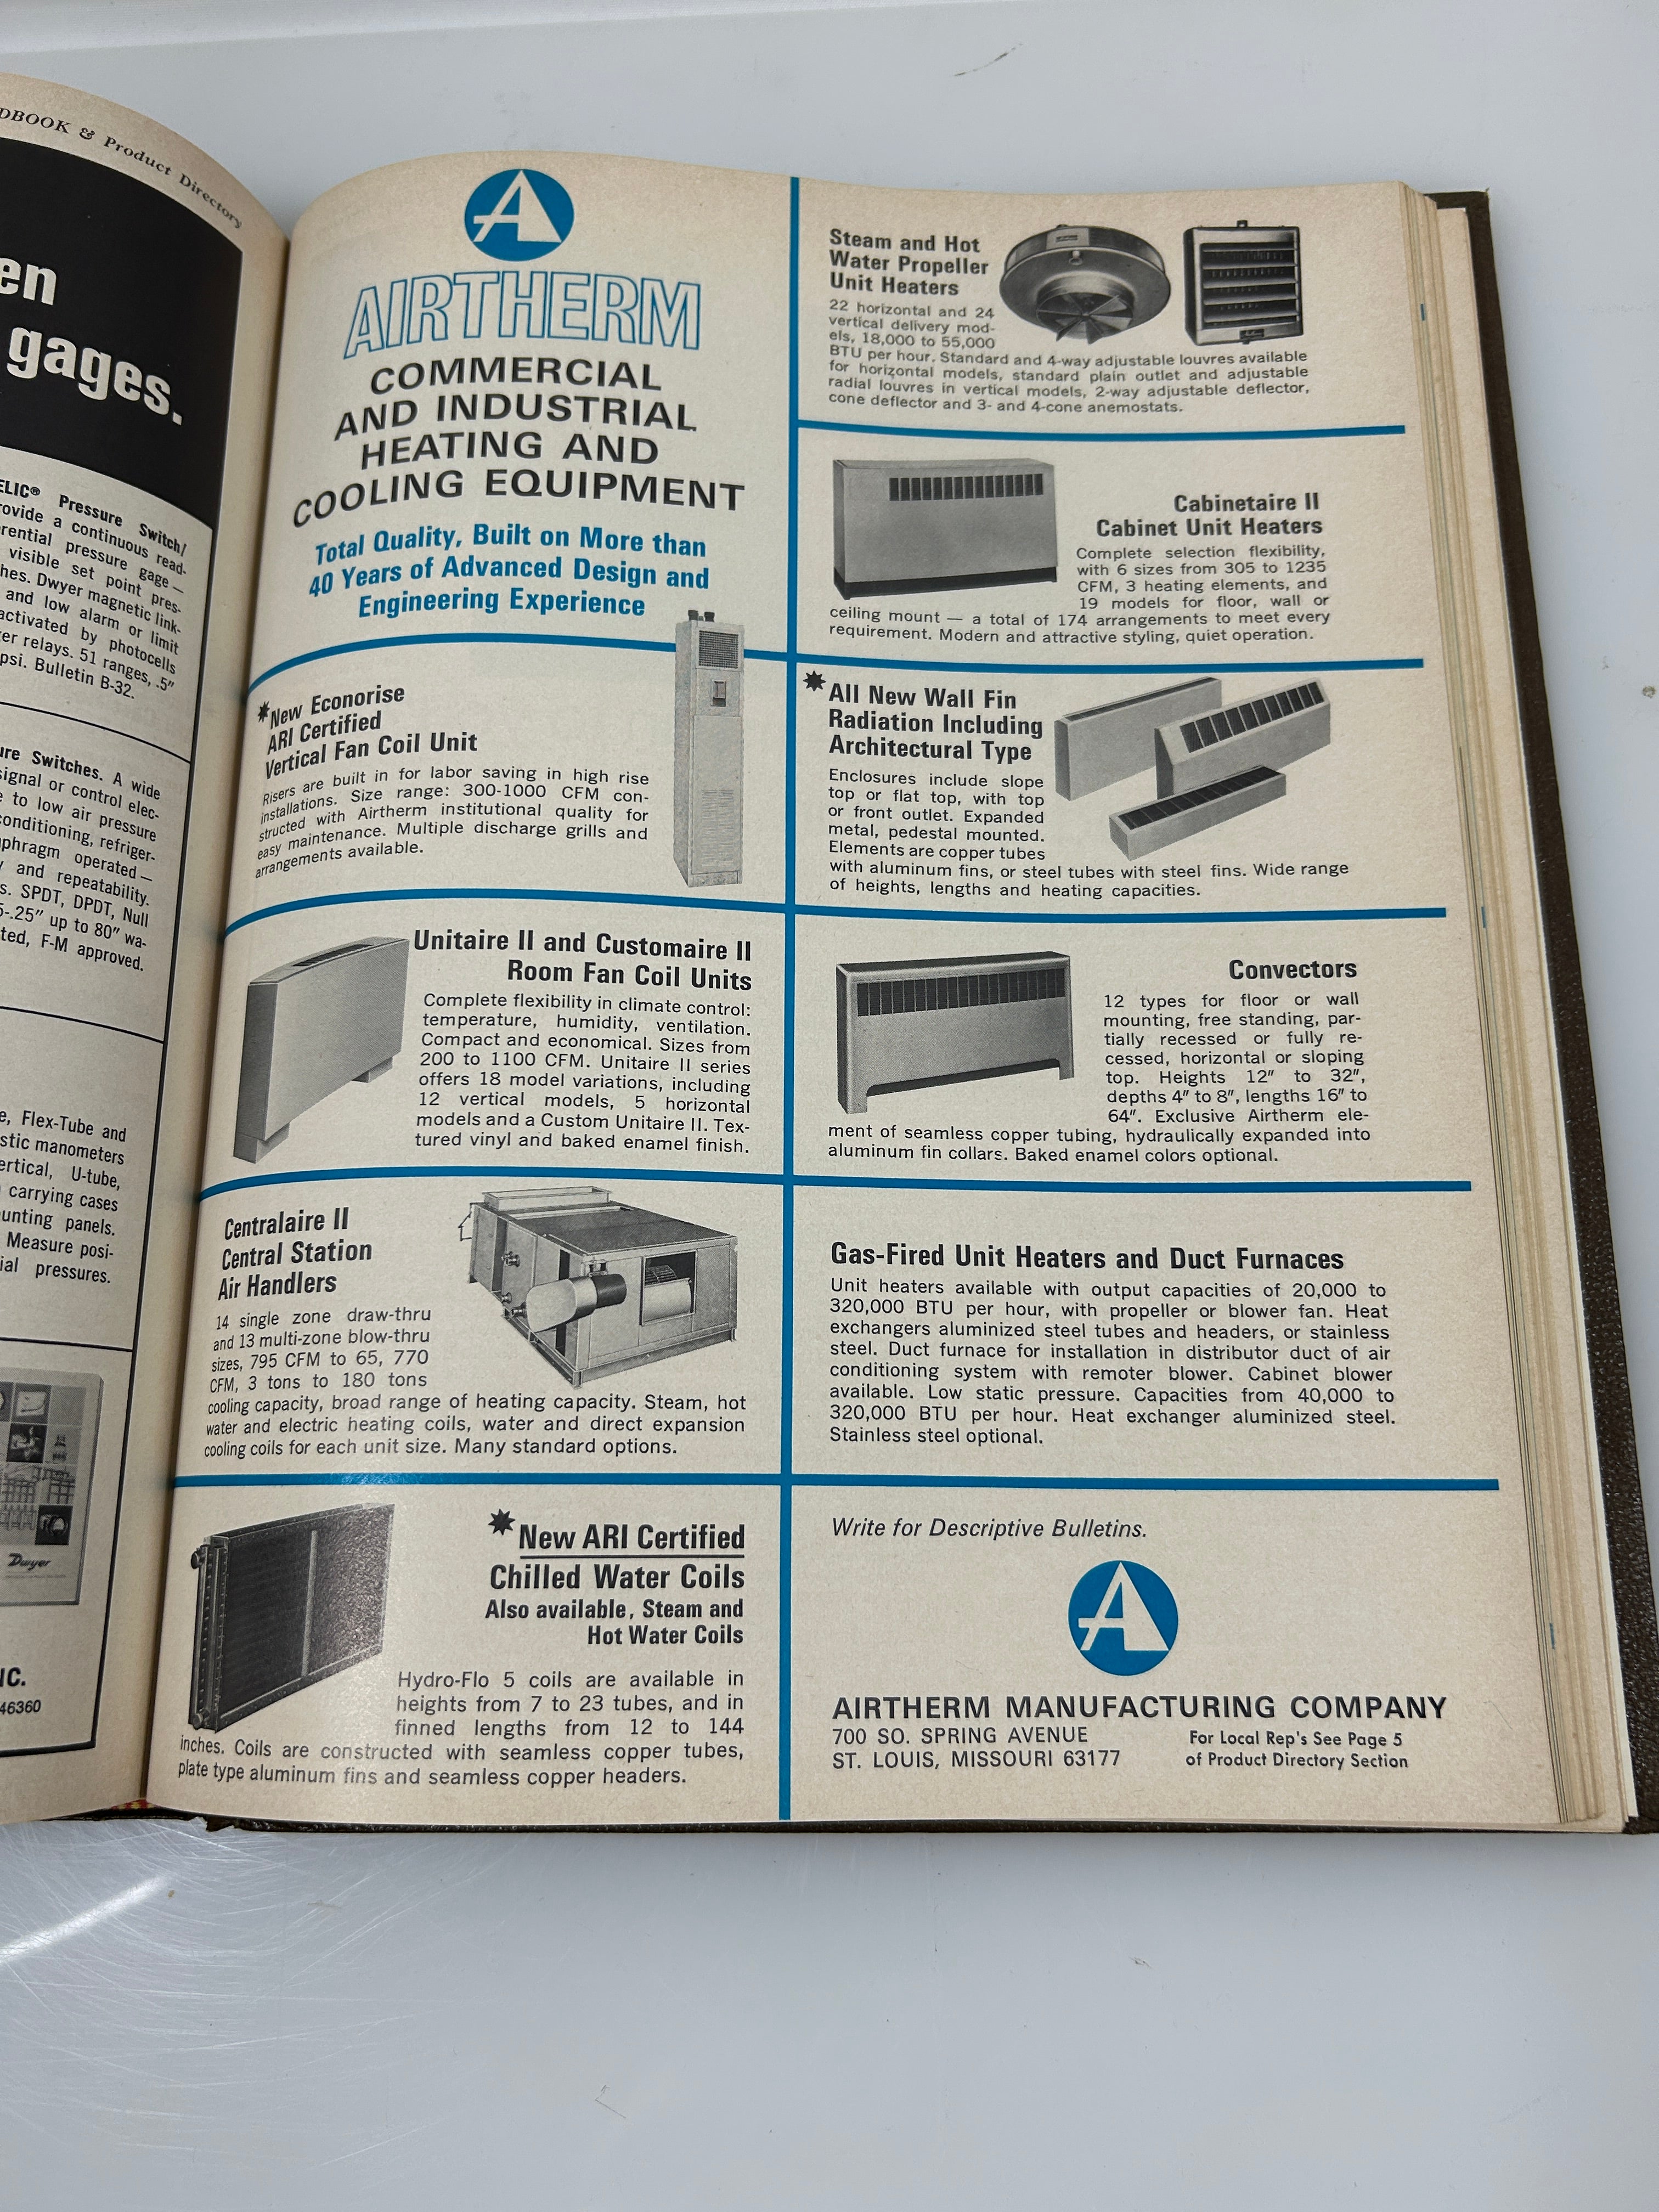 DBOOK & Product Directory
en
gages.
ELIC® Pressure Switch/
rovide a continuous read-
rential pressure gage —
visible set point pres-
hes. Dwyer magnetic link-
and low alarm or limit
activated by photocells
er relays. 51 ranges, .5"
psi. Bulletin B-32.
ure Switches. A wide
signal or control elec-
e to low air pressure
conditioning, refriger-
phragm operated —
y and repeatability.
s. SPDT, DPDT, Null
5-.25" up to 80" wa-
ted, F-M approved.
e, Flex-Tube and
stic manometers
ertical, U-tube,
carrying cases
unting panels.
Measure posi-
ial pressures.
Dwyer
IC.
46360
A
AIRTHERM
COMMERCIAL
AND INDUSTRIAL
HEATING AND
COOLING EQUIPMENT
Total Quality, Built on More than
40 Years of Advanced Design and
Engineering Experience
New Econorise
ARI Certified
Vertical Fan Coil Unit
Risers are built in for labor saving in high rise
installations. Size range: 300-1000 CFM con-
structed with Airtherm institutional quality for
easy maintenance. Multiple discharge grills and
arrangements available.
Unitaire II and Customaire II
Room Fan Coil Units
Complete flexibility in climate control:
temperature, humidity, ventilation.
Compact and economical. Sizes from
200 to 1100 CFM. Unitaire II series
offers 18 model variations, including
12 vertical models, 5 horizontal
models and a Custom Unitaire II. Tex-
tured vinyl and baked enamel finish.
Centralaire II
Central Station
Air Handlers
14 single zone draw-thru
and 13 multi-zone blow-thru
sizes, 795 CFM to 65, 770
CFM, 3 tons to 180 tons
cooling capacity, broad range of heating capacity. Steam, hot
water and electric heating coils, water and direct expansion
cooling coils for each unit size. Many standard options.
New ARI Certified
Chilled Water Coils
Also available, Steam and
Hot Water Coils
Hydro-Flo 5 coils are available in
heights from 7 to 23 tubes, and in
finned lengths from 12 to 144
inches. Coils are constructed with seamless copper tubes,
plate type aluminum fins and seamless copper headers.
Steam and Hot
Water Propeller
Unit Heaters
22 horizontal and 24
vertical delivery mod-
els, 18,000 to 55,000
BTU per hour. Standard and 4-way adjustable louvres available
for horizontal models, standard plain outlet and adjustable
radial louvres in vertical models, 2-way adjustable deflector,
cone deflector and 3- and 4-cone anemostats.
Cabinetaire II
Cabinet Unit Heaters
Complete selection flexibility,
with 6 sizes from 305 to 1235
CFM, 3 heating elements, and
19 models for floor, wall or
ceiling mount — a total of 174 arrangements to meet every
requirement. Modern and attractive styling, quiet operation.
All New Wall Fin
Radiation Including
Architectural Type
Enclosures include slope
top or flat top, with top
or front outlet. Expanded
metal, pedestal mounted.
Elements are copper tubes
with aluminum fins, or steel tubes with steel fins. Wide range
of heights, lengths and heating capacities.
Convectors
12 types for floor or wall
mounting, free standing, par-
tially recessed or fully re-
cessed, horizontal or sloping
top. Heights 12" to 32",
depths 4" to 8", lengths 16" to
64". Exclusive Airtherm ele-
ment of seamless copper tubing, hydraulically expanded into
aluminum fin collars. Baked enamel colors optional.
Gas-Fired Unit Heaters and Duct Furnaces
Unit heaters available with output capacities of 20,000 to
320,000 BTU per hour, with propeller or blower fan. Heat
exchangers aluminized steel tubes and headers, or stainless
steel. Duct furnace for installation in distributor duct of air
conditioning system with remoter blower. Cabinet blower
available. Low static pressure. Capacities from 40,000 to
320,000 BTU per hour. Heat exchanger aluminized steel.
Stainless steel optional.
Write for Descriptive Bulletins.
A
AIRTHERM MANUFACTURING COMPANY
700 SO. SPRING AVENUE
ST. LOUIS, MISSOURI 63177
For Local Rep's See Page 5
of Product Directory Section